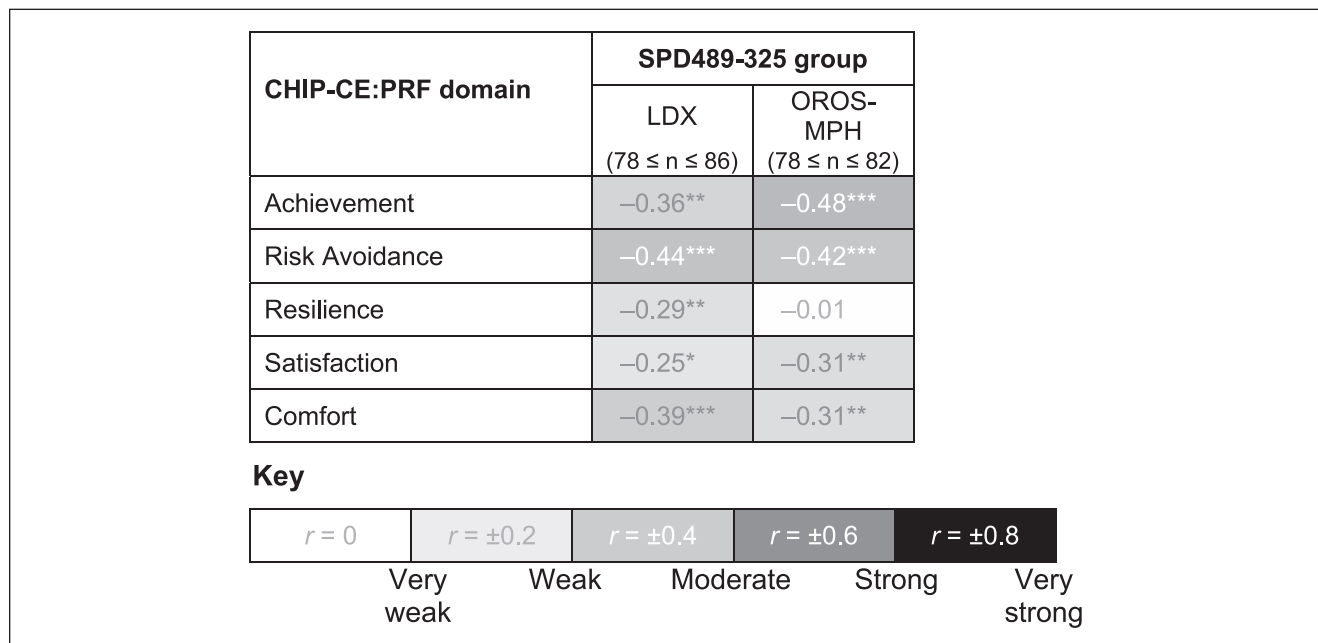 CHIP-CE:PRF domain
SPD489-325 group
LDX
(78 ≤ n ≤ 86)
OROS-
MPH
(78 ≤ n ≤ 82)
Achievement –0.36** –0.48***
Risk Avoidance –0.44*** –0.42***
Resilience –0.29** –0.01
Satisfaction –0.25* –0.31**
Comfort –0.39*** –0.31**
Key
r = 0 r = ±0.2 r = ±0.4 r = ±0.6 r = ±0.8
Very weak Weak Moderate Strong Very strong